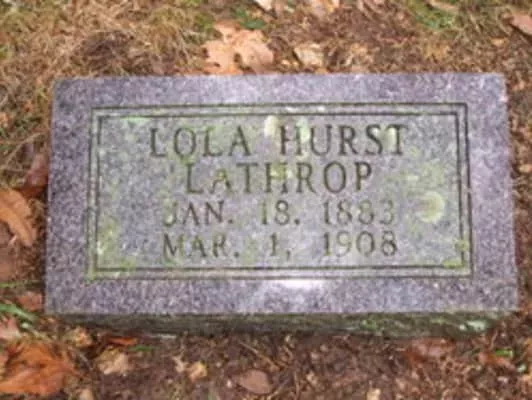 LOLA HURST
LATHROP
JAN. 18, 1883
MAR. 1, 1908